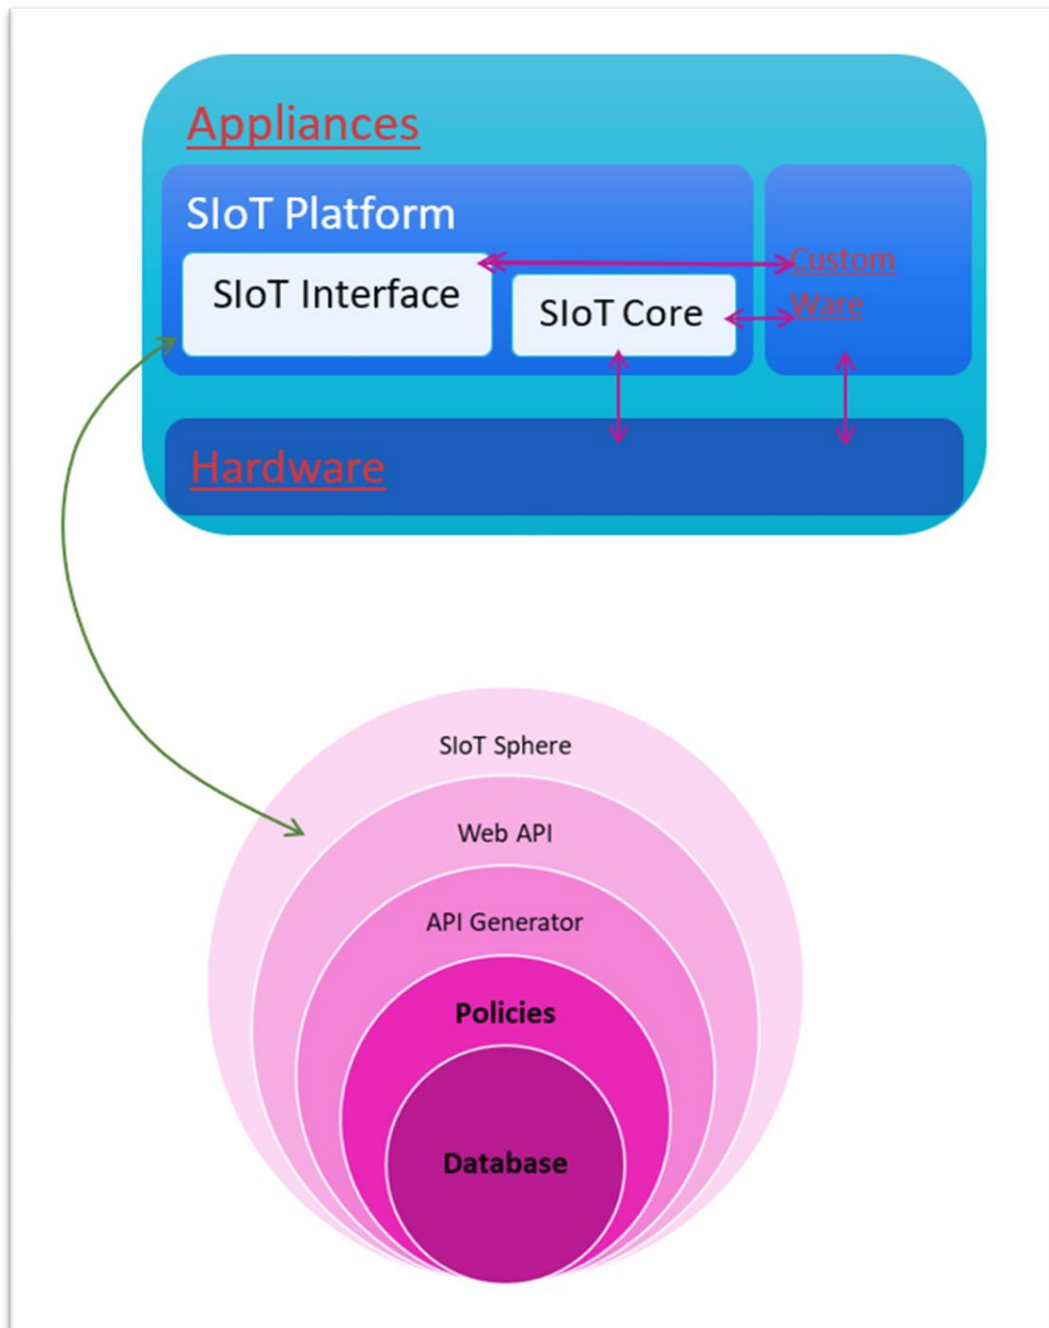 Appliances
SIoT Platform
SIoT Interface
SIoT Core
Custom
Ware
Hardware
SIoT Sphere
Web API
API Generator
Policies
Database